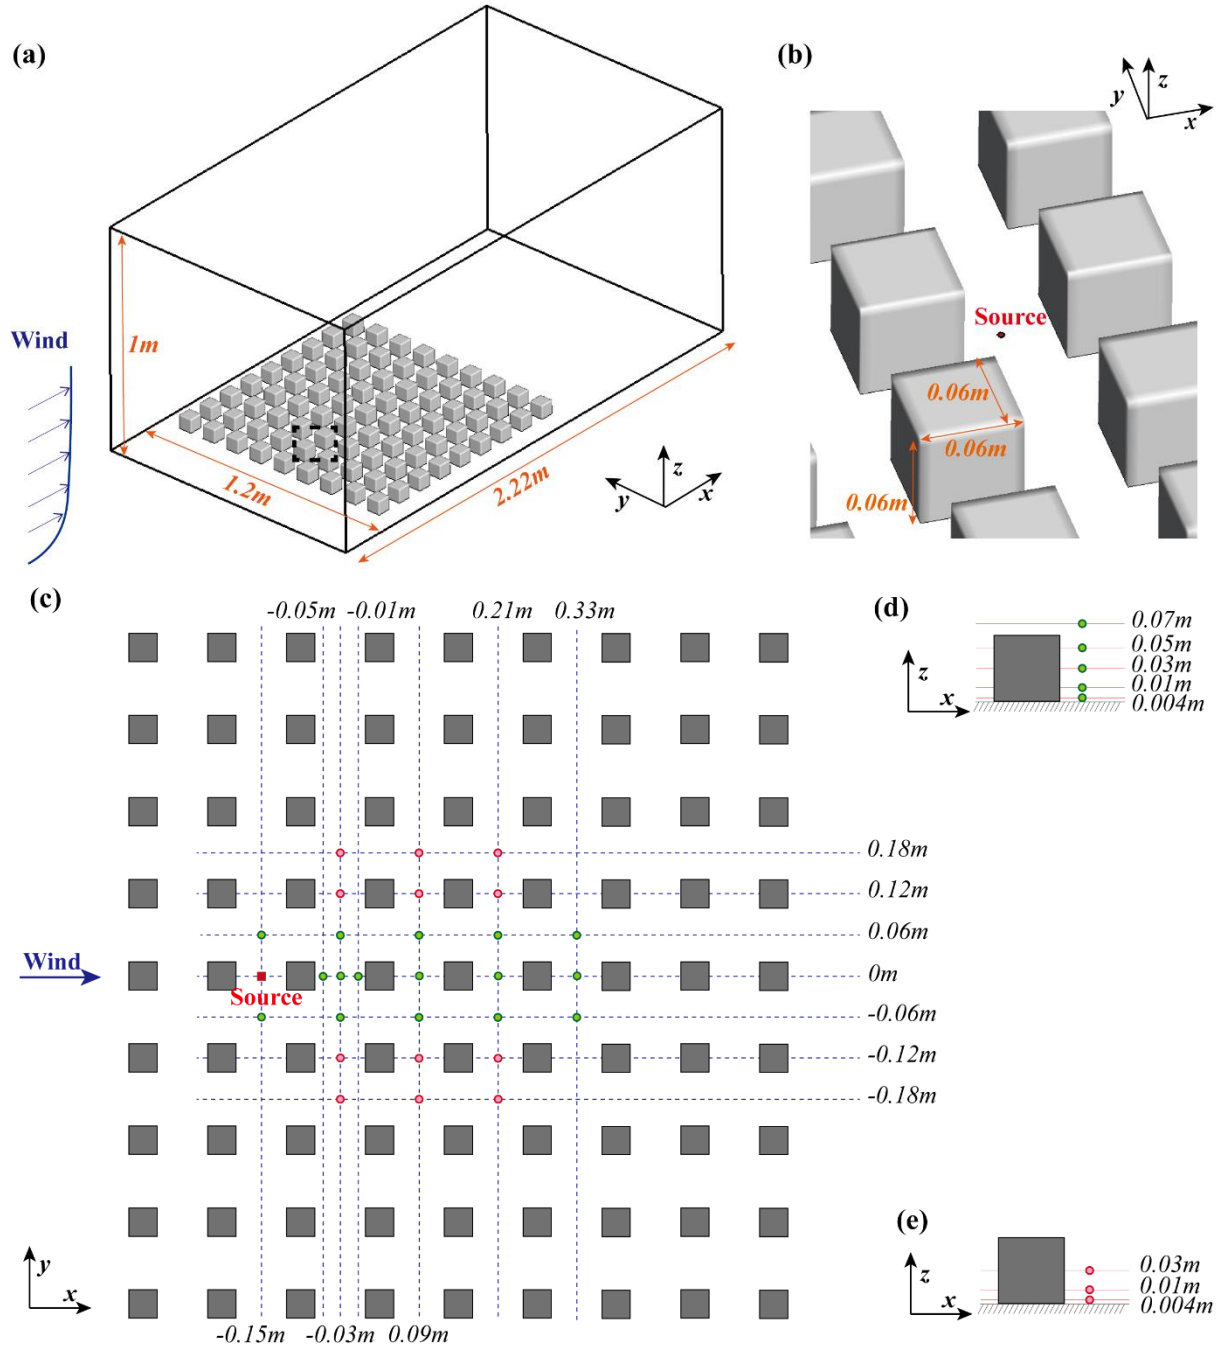 (a)
Wind
1m
1.2m
2.22m
z
y
x
(b)
z
y
x
Source
0.06m
0.06m
0.06m
(c)
-0.05m
-0.01m
0.21m
0.33m
0.18m
0.12m
0.06m
0m
-0.06m
-0.12m
-0.18m
Wind
Source
y
x
-0.15m
-0.03m
0.09m
(d)
z
x
0.07m
0.05m
0.03m
0.01m
0.004m
(e)
z
x
0.03m
0.01m
0.004m